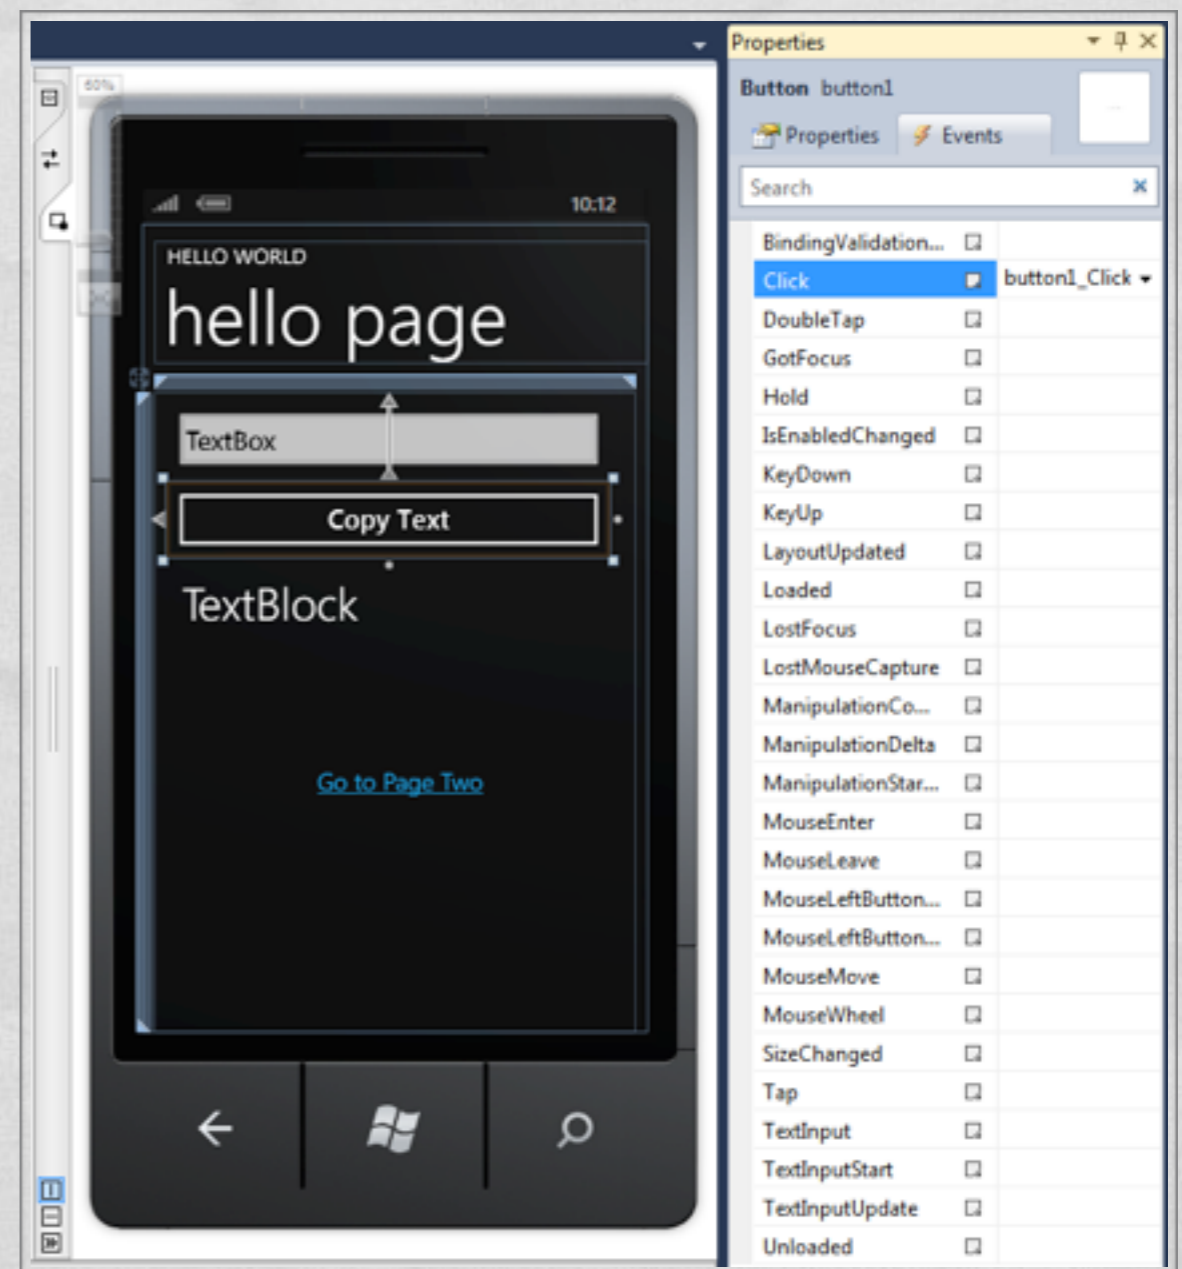 60%
10:12
HELLO WORLD
hello page
TextBox
Copy Text
TextBlock
Go to Page Two
Properties
Button button1
Properties Events
Search
BindingValidation...
Click button1_Click
DoubleTap
GotFocus
Hold
IsEnabledChanged
KeyDown
KeyUp
LayoutUpdated
Loaded
LostFocus
LostMouseCapture
ManipulationCo...
ManipulationDelta
ManipulationStar...
MouseEnter
MouseLeave
MouseLeftButton...
MouseLeftButton...
MouseMove
MouseWheel
SizeChanged
Tap
TextInput
TextInputStart
TextInputUpdate
Unloaded